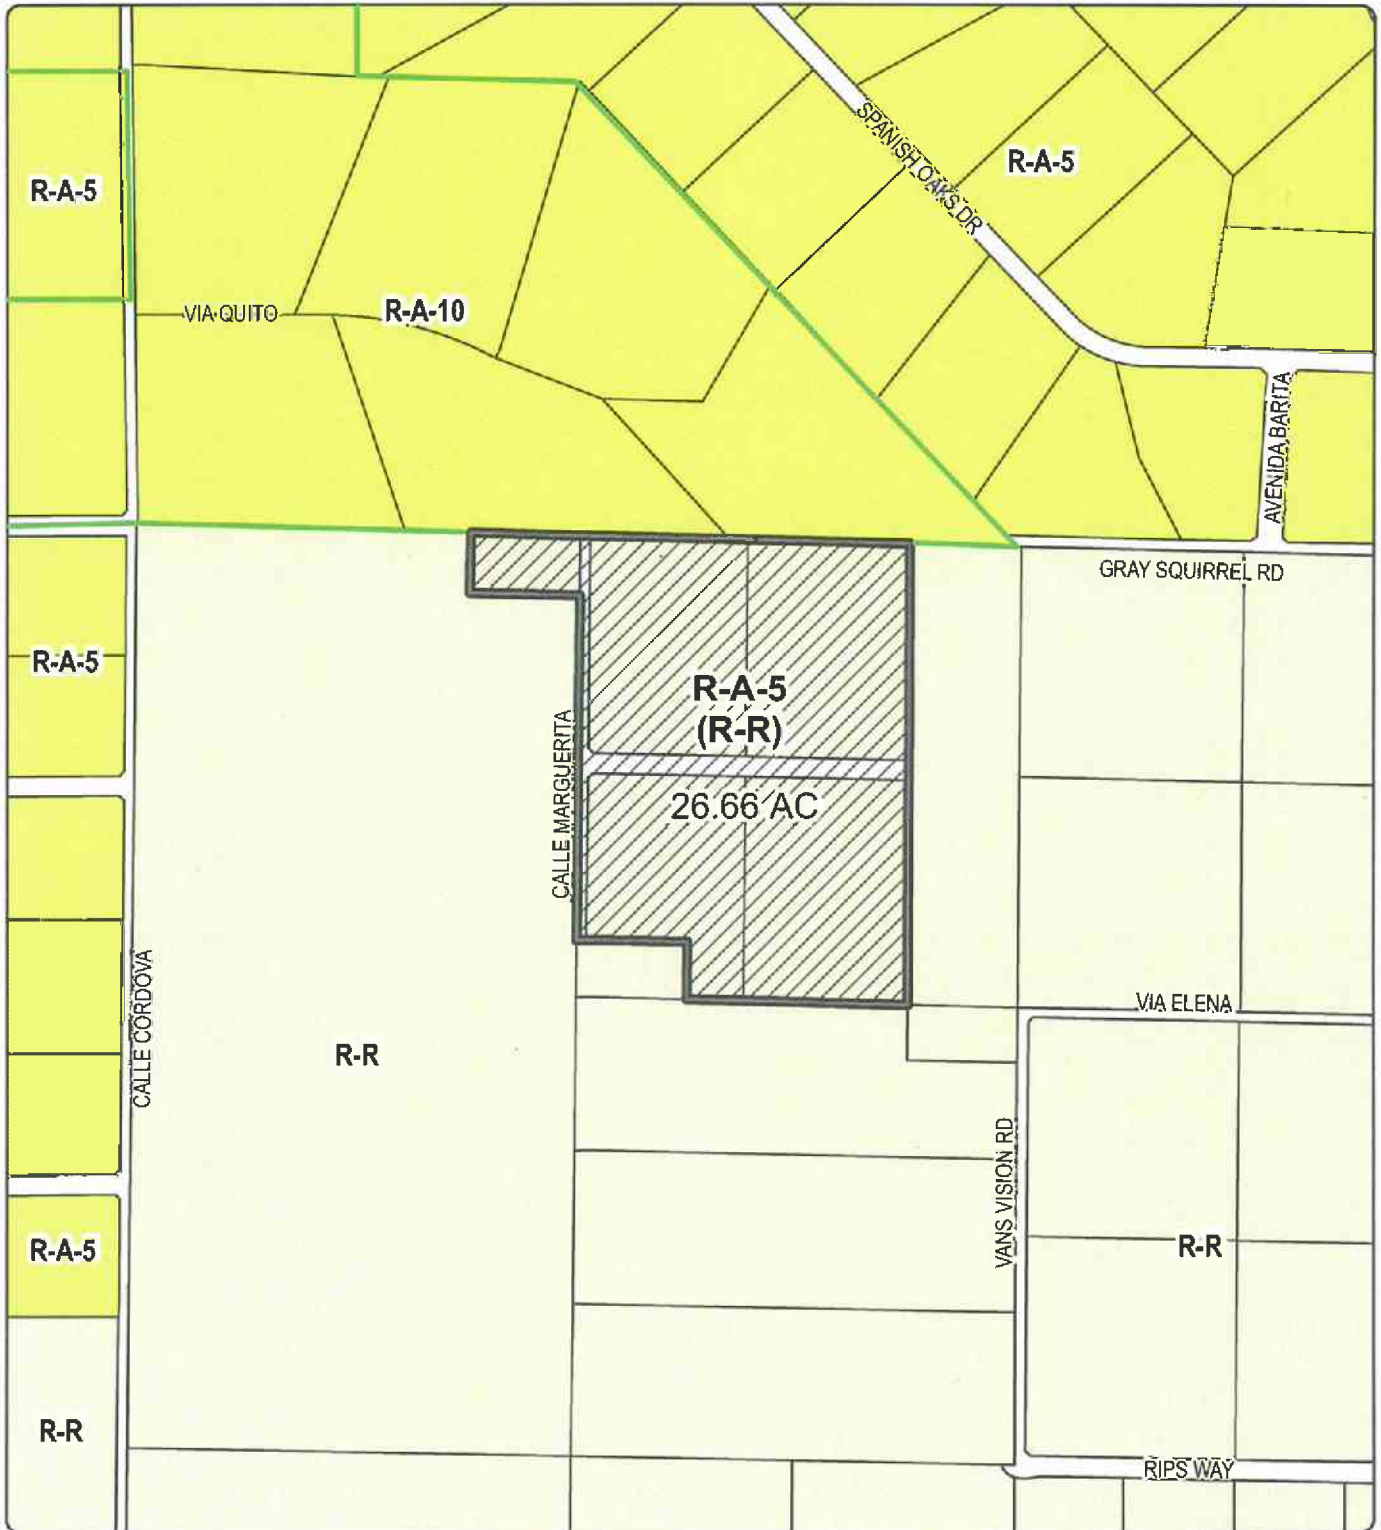 SPANISH OAKS DR
R-A-5
R-A-5
VIA QUITO
R-A-10
AVENIDA BARITA
GRAY SQUIRREL RD
R-A-5
R-A-5
(R-R)
26.66 AC
CALLE MARGUERITA
CALLE CORDOVA
VIA ELENA
R-R
VANS VISION RD
R-A-5
R-R
R-R
RIPS WAY